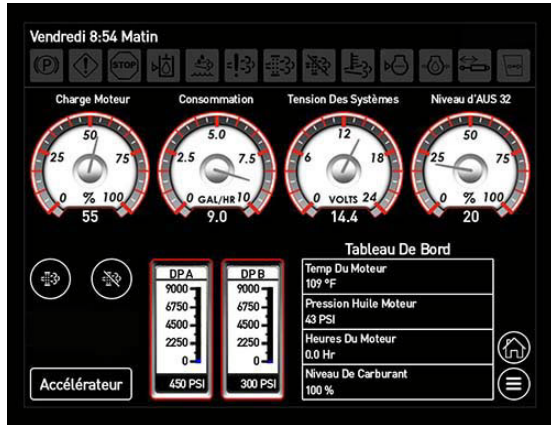 Vendredi 8:54 Matin
(P) STOP
Charge Moteur Consommation Tension Des Systèmes Niveau d'AUS 32
50 5.0 12 50
25 75 2.5 7.5 6 18 25 75
0 % 100 0 GAL/HR 10 0 VOLTS 24 0 % 100
55 9.0 14.4 20
Tableau De Bord
DP A DP B
9000 9000
6750 6750
4500 4500
2250 2250
0 0
450 PSI 300 PSI
Temp Du Moteur
109 °F
Pression Huile Moteur
43 PSI
Heures Du Moteur
0.0 Hr
Niveau De Carburant
100 %
Accélérateur